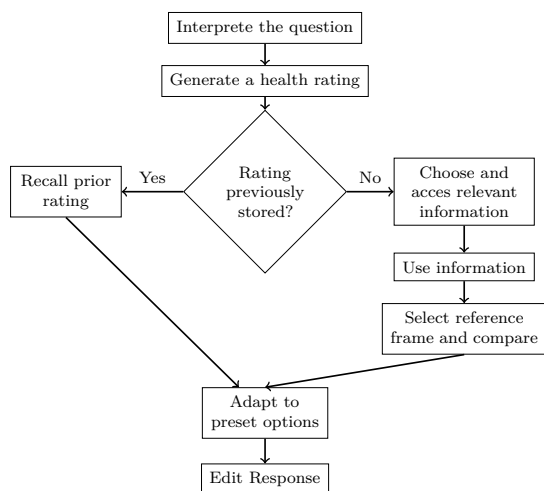 Interprete the question
Generate a health rating
Rating
previously
stored?
Yes
No
Recall prior
rating
Choose and
acces relevant
information
Use information
Select reference
frame and compare
Adapt to
preset options
Edit Response